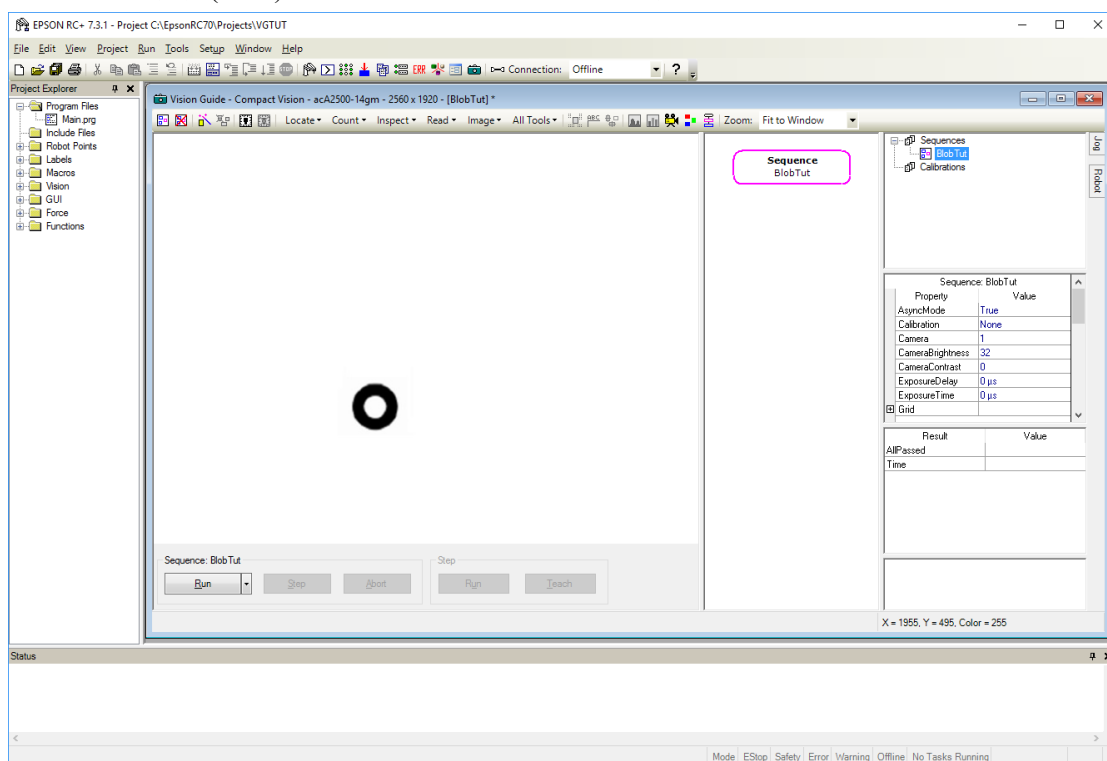 EPSON RC+ 7.3.1 - Project C:\EpsonRC70\Projects\VGTUT
File Edit View Project Run Tools Setup Window Help
ERR Connection: Offline ?
Project Explorer
Program Files
Main.prg
Include Files
Robot Points
Labels
Macros
Vision
GUI
Force
Functions
Vision Guide - Compact Vision - acA2500-14gm - 2560 x 1920 - [BlobTut] *
Locate Count Inspect Read Image All Tools Zoom: Fit to Window
Sequence
BlobTut
Sequences
BlobTut
Calibrations
Jog
Robot
Sequence: BlobTut
Property Value
AsyncMode True
Calibration None
Camera 1
CameraBrightness 32
CameraContrast 0
ExposureDelay 0 µs
ExposureTime 0 µs
Grid
Result Value
AllPassed
Time
Sequence: BlobTut
Run Step Abort
Step
Run Teach
X = 1955, Y = 495, Color = 255
Status
Mode EStop Safety Error Warning Offline No Tasks Running